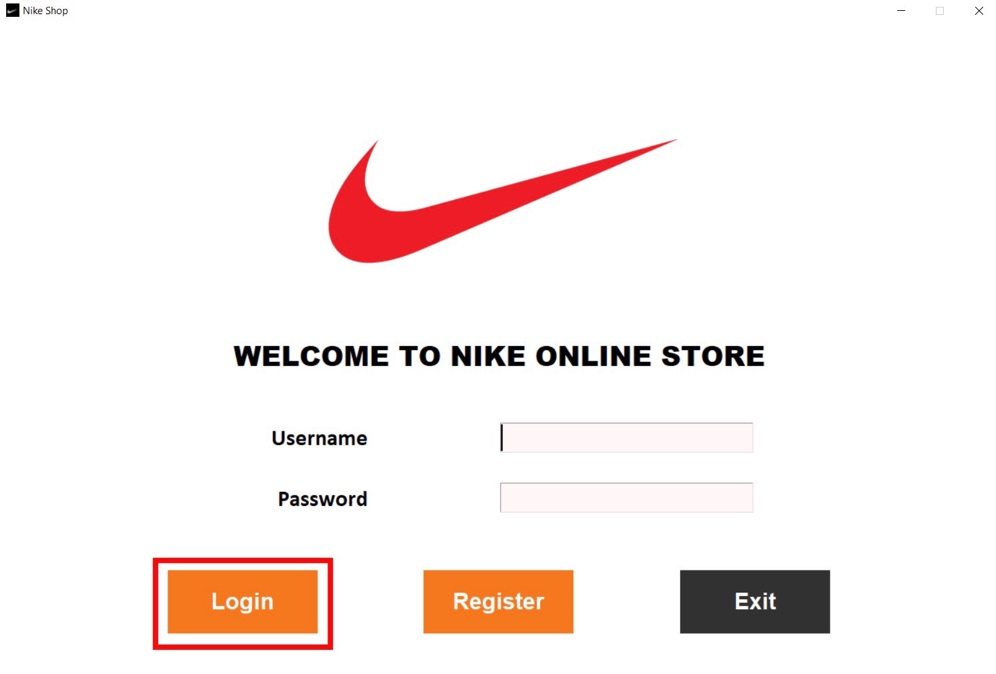 Nike Shop
WELCOME TO NIKE ONLINE STORE
Username
Password
Login Register Exit